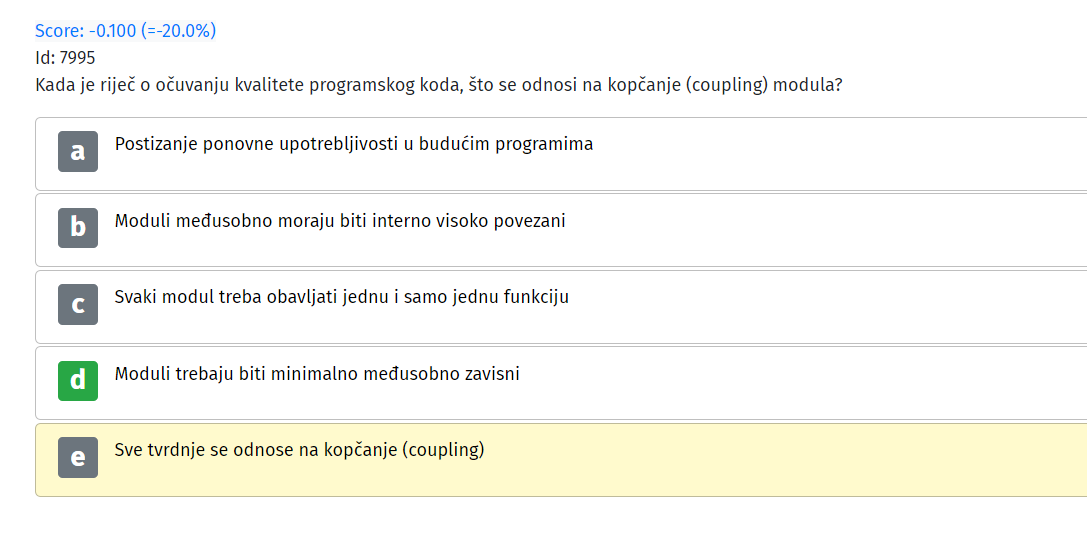 Score: -0.100 (=-20.0%)
Id: 7995
Kada je riječ o očuvanju kvalitete programskog koda, što se odnosi na kopčanje (coupling) modula?
a Postizanje ponovne upotrebljivosti u budućim programima
b Moduli međusobno moraju biti interno visoko povezani
c Svaki modul treba obavljati jednu i samo jednu funkciju
d Moduli trebaju biti minimalno međusobno zavisni
e Sve tvrdnje se odnose na kopčanje (coupling)